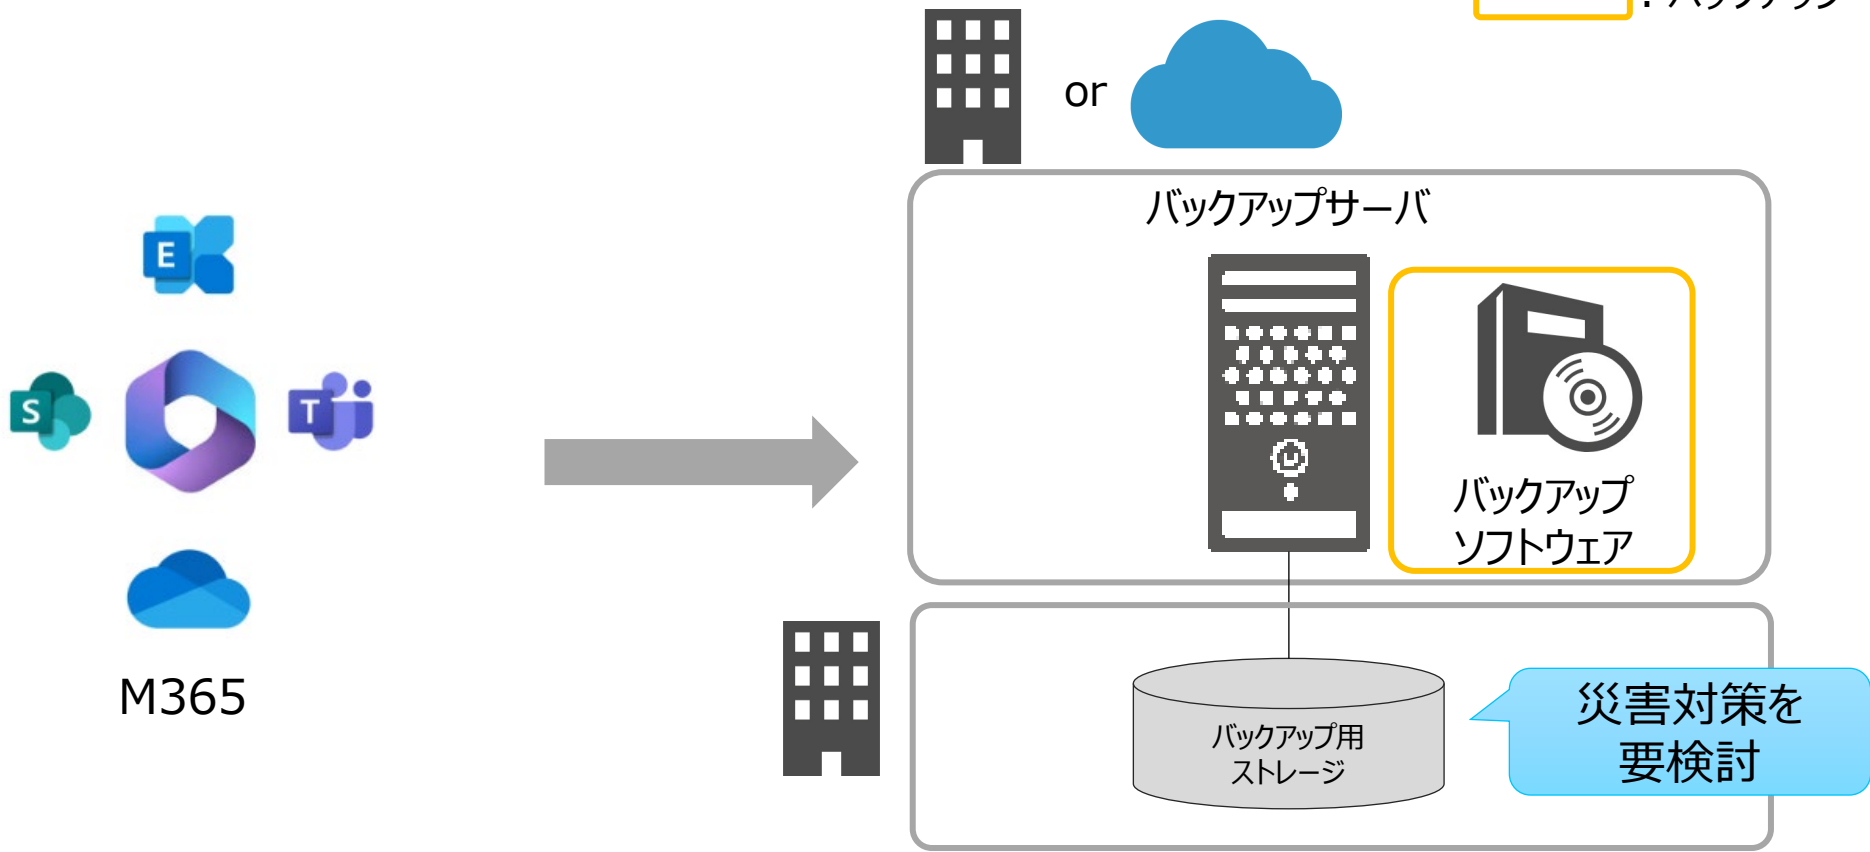 or
バックアップサーバ
E
S
T
バックアップ
ソフトウェア
M365
バックアップ用
ストレージ
災害対策を
要検討